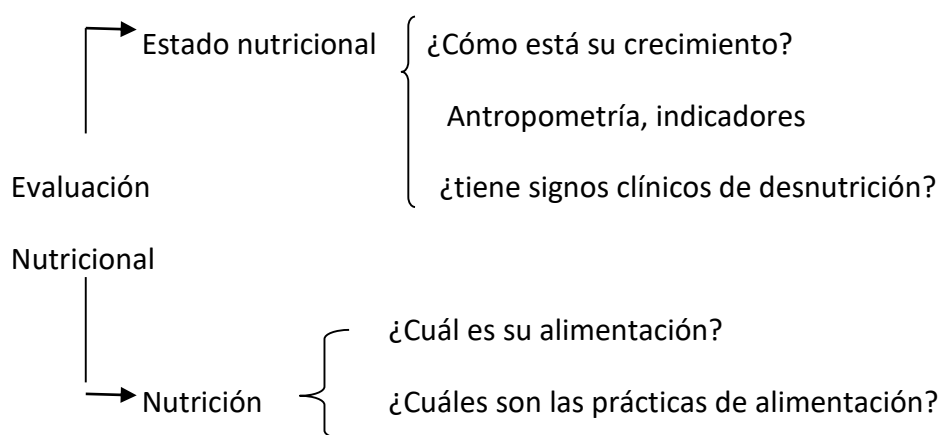 Estado nutricional ¿Cómo está su crecimiento?
Antropometría, indicadores
Evaluación ¿tiene signos clínicos de desnutrición?
Nutricional
¿Cuál es su alimentación?
Nutrición ¿Cuáles son las prácticas de alimentación?